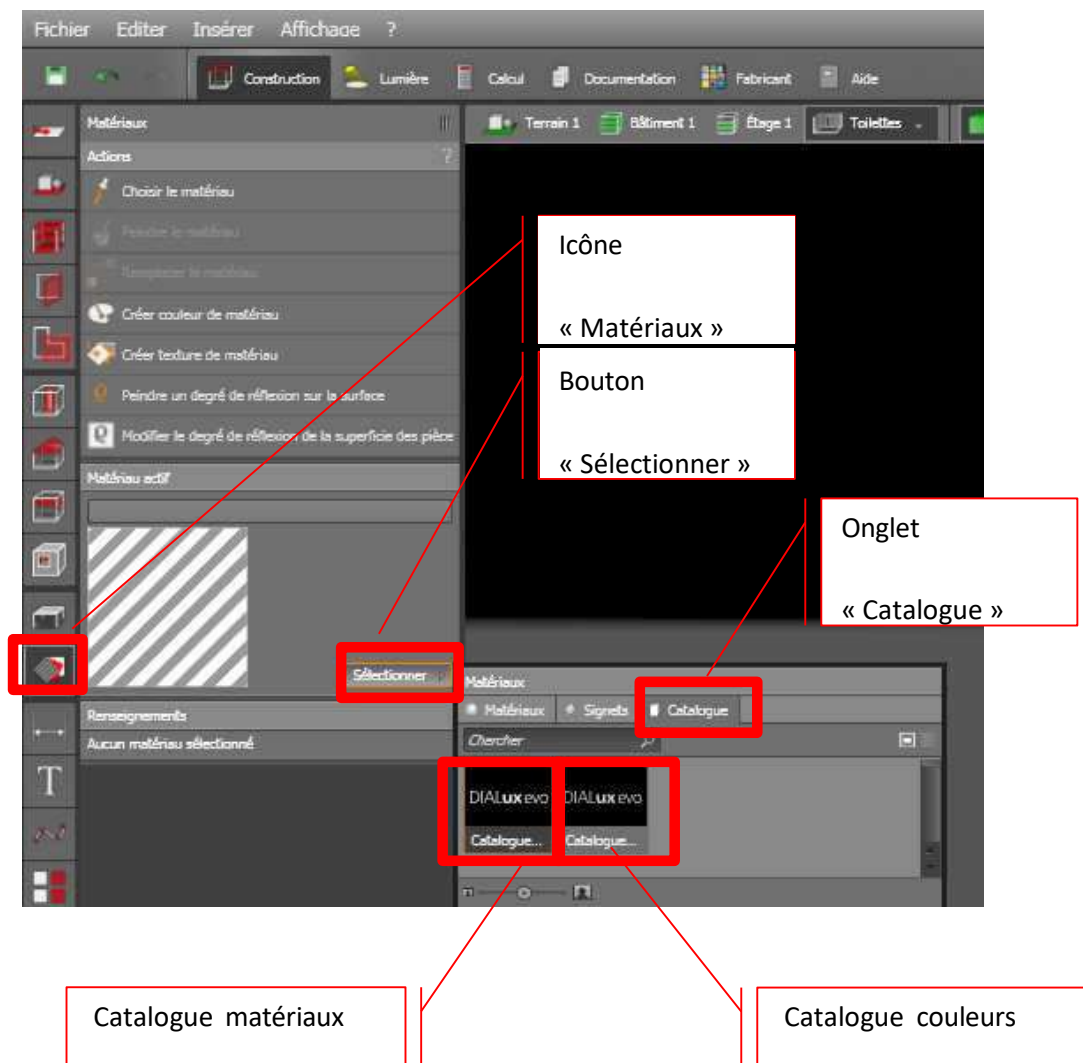 Fichier Editer Insérer Affichage ?
Construction Lumière Calcul Documentation Fabricant Aide
Matériaux
Terrain 1 Bâtiment 1 Étage 1 Toilettes
Actions ?
Choisir le matériau
Peindre le matériau
Remplacer le matériau
Créer couleur de matériau
Créer texture de matériau
Peindre un degré de réflexion sur la surface
Modifier le degré de réflexion de la superficie des pièce
Matériau actif
Sélectionner
Renseignements
Aucun matériau sélectionné
Icône
« Matériaux »
Bouton
« Sélectionner »
Onglet
« Catalogue »
Matériaux
Matériaux Signets Catalogue
Chercher
DIALux evo DIALux evo
Catalogue... Catalogue...
T
Catalogue matériaux
Catalogue couleurs